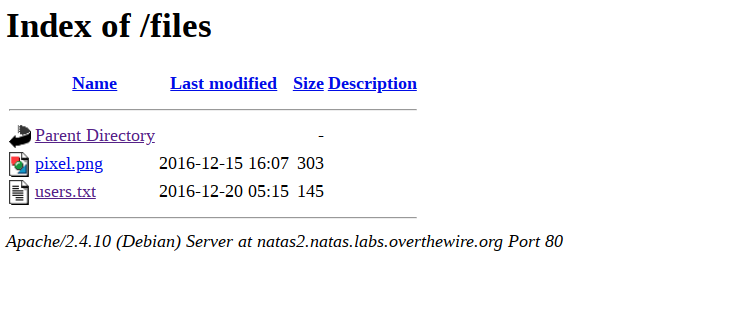 Index of /files
Name Last modified Size Description
Parent Directory -
pixel.png 2016-12-15 16:07 303
users.txt 2016-12-20 05:15 145
Apache/2.4.10 (Debian) Server at natas2.natas.labs.overthewire.org Port 80